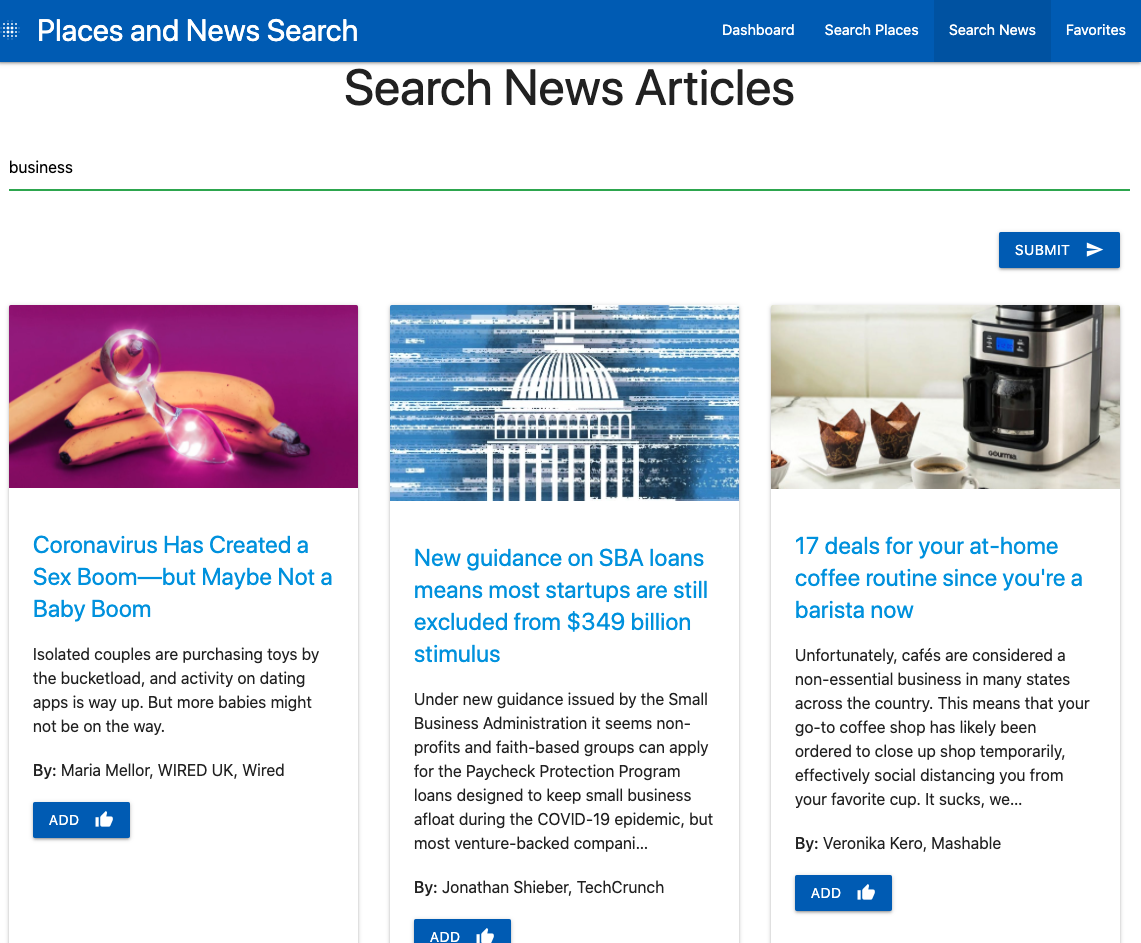 Places and News Search
Dashboard
Search Places
Search News
Favorites
Search News Articles
business
SUBMIT
Coronavirus Has Created a
Sex Boom—but Maybe Not a
Baby Boom
Isolated couples are purchasing toys by
the bucketload, and activity on dating
apps is way up. But more babies might
not be on the way.
By: Maria Mellor, WIRED UK, Wired
ADD
New guidance on SBA loans
means most startups are still
excluded from $349 billion
stimulus
Under new guidance issued by the Small
Business Administration it seems non-
profits and faith-based groups can apply
for the Paycheck Protection Program
loans designed to keep small business
afloat during the COVID-19 epidemic, but
most venture-backed compani...
By: Jonathan Shieber, TechCrunch
ADD
GOURMIA
17 deals for your at-home
coffee routine since you're a
barista now
Unfortunately, cafés are considered a
non-essential business in many states
across the country. This means that your
go-to coffee shop has likely been
ordered to close up shop temporarily,
effectively social distancing you from
your favorite cup. It sucks, we...
By: Veronika Kero, Mashable
ADD